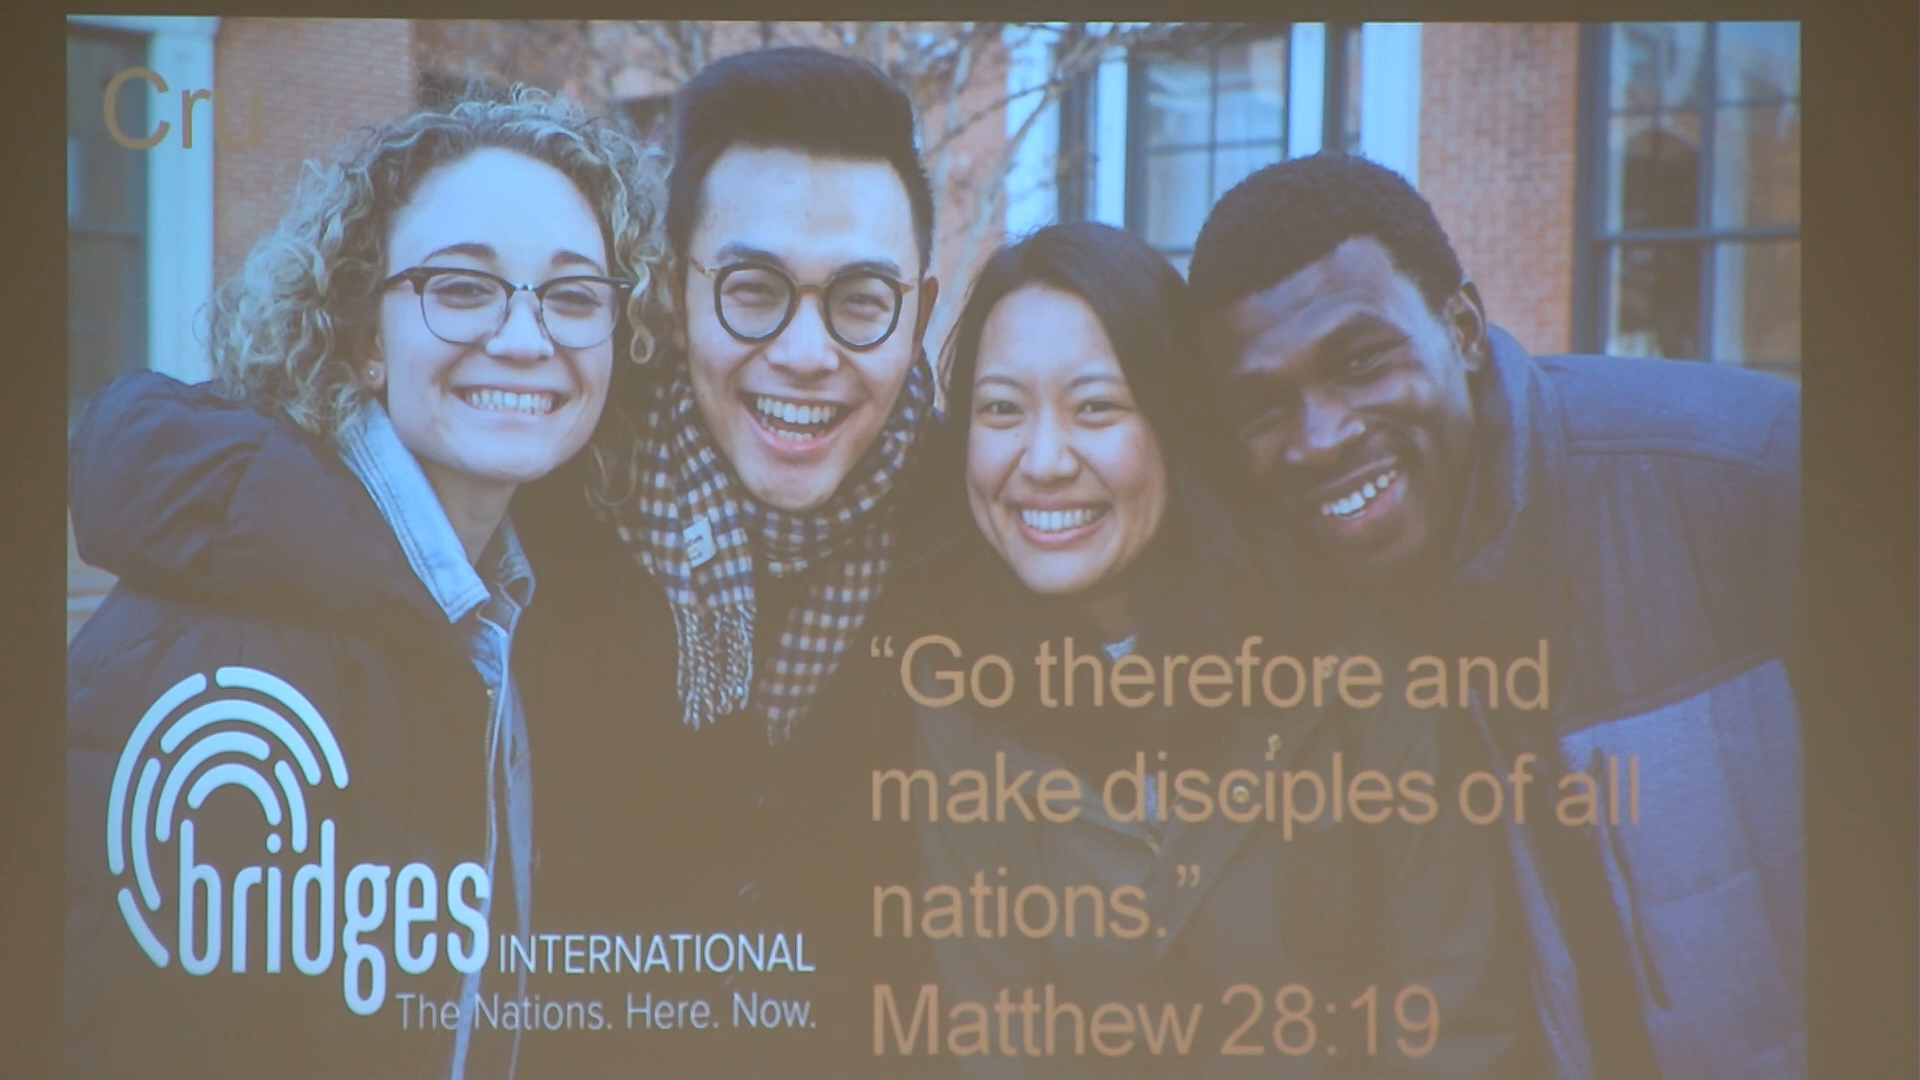 Cru
“Go therefore and
make disciples of all
nations.”
Matthew 28:19
bridges INTERNATIONAL
The Nations. Here. Now.